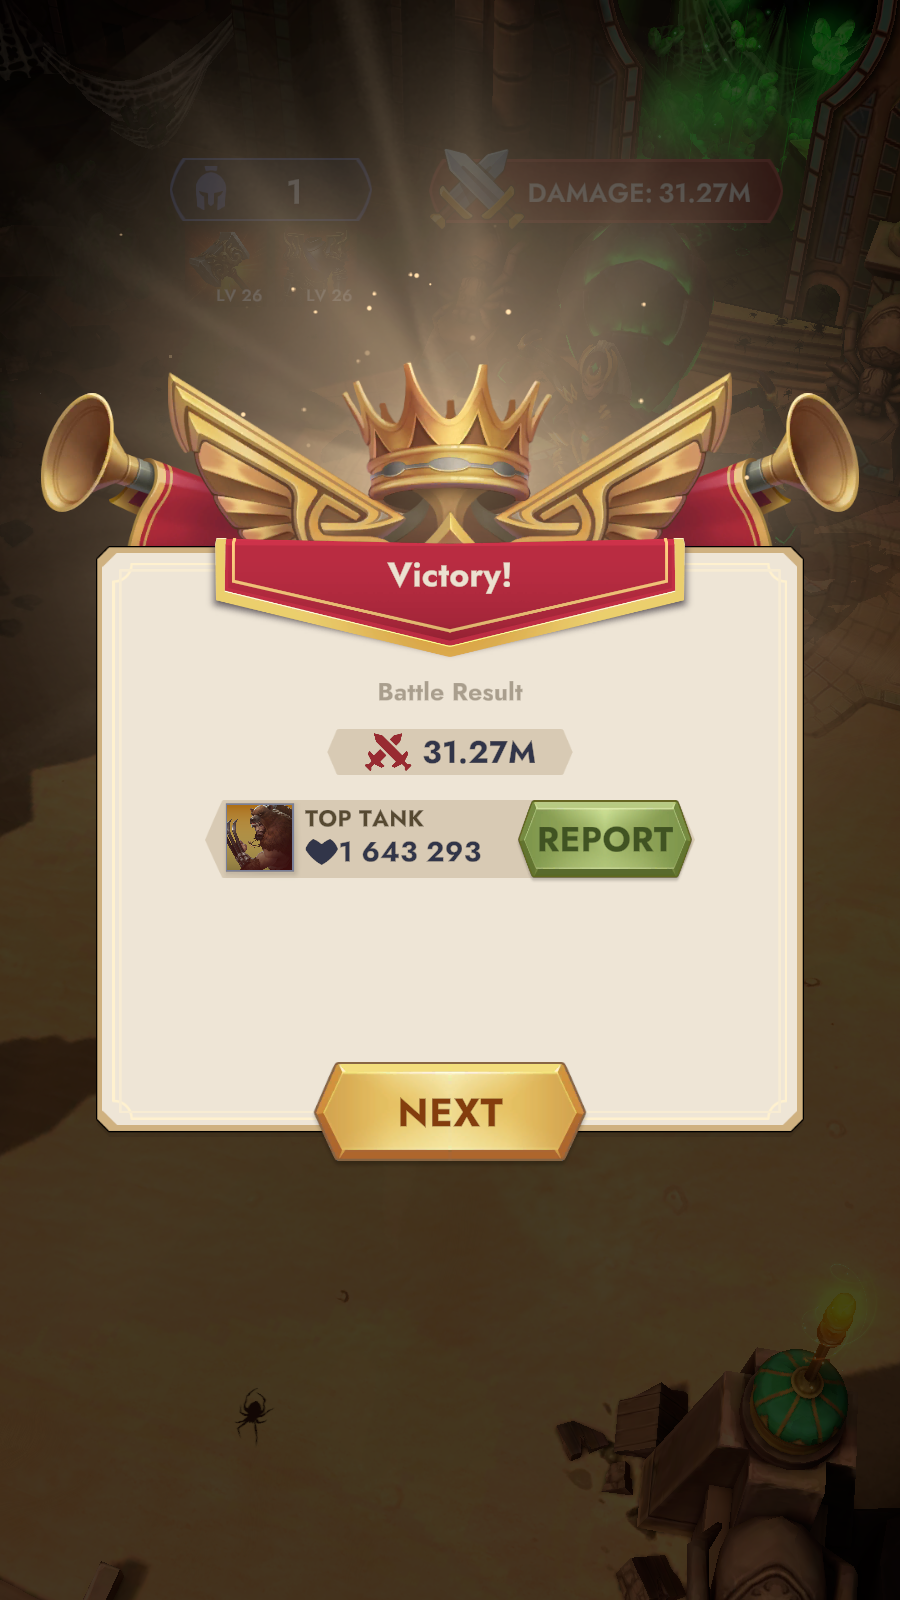 1
DAMAGE: 31.27M
LV 26
LV 26
Victory!
Battle Result
31.27M
TOP TANK
1 643 293
REPORT
NEXT